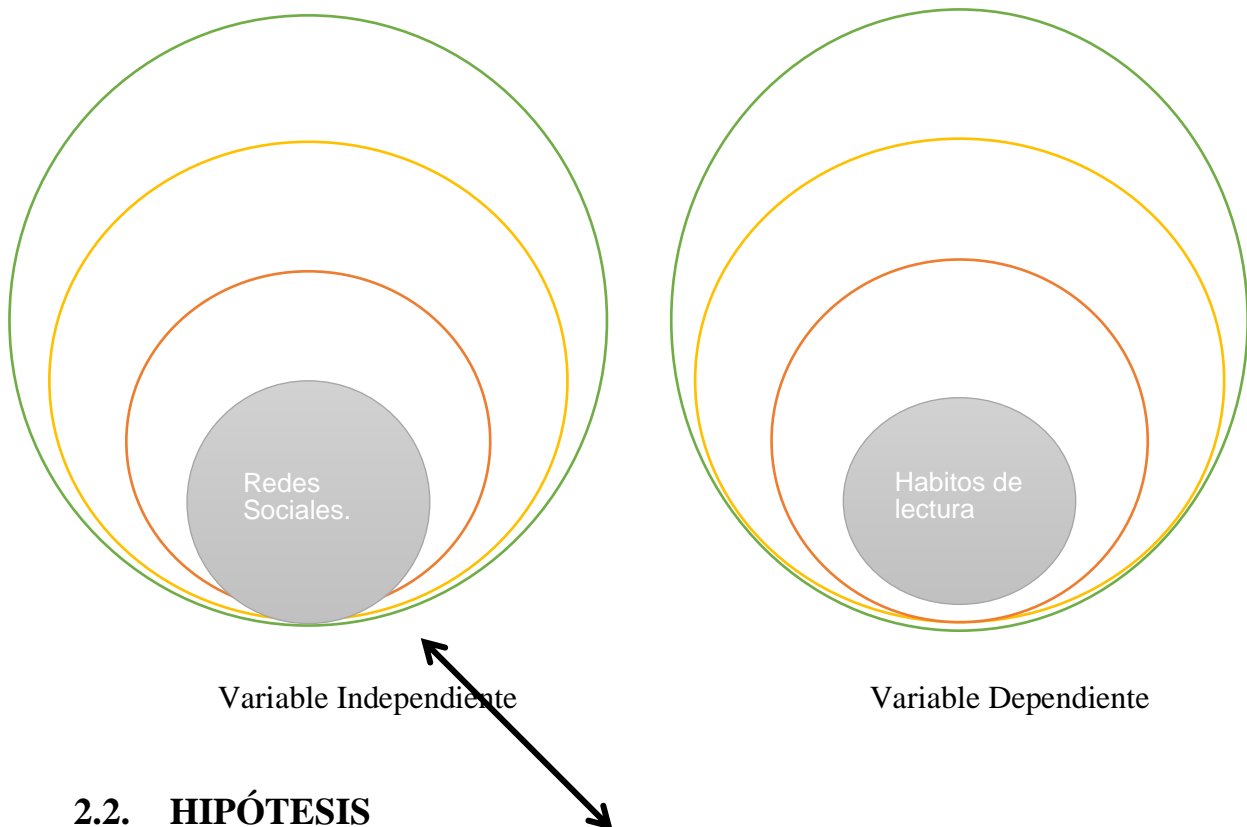 Redes
Sociales.
Habitos de
lectura
Variable Independiente
Variable Dependiente
2.2. HIPÓTESIS